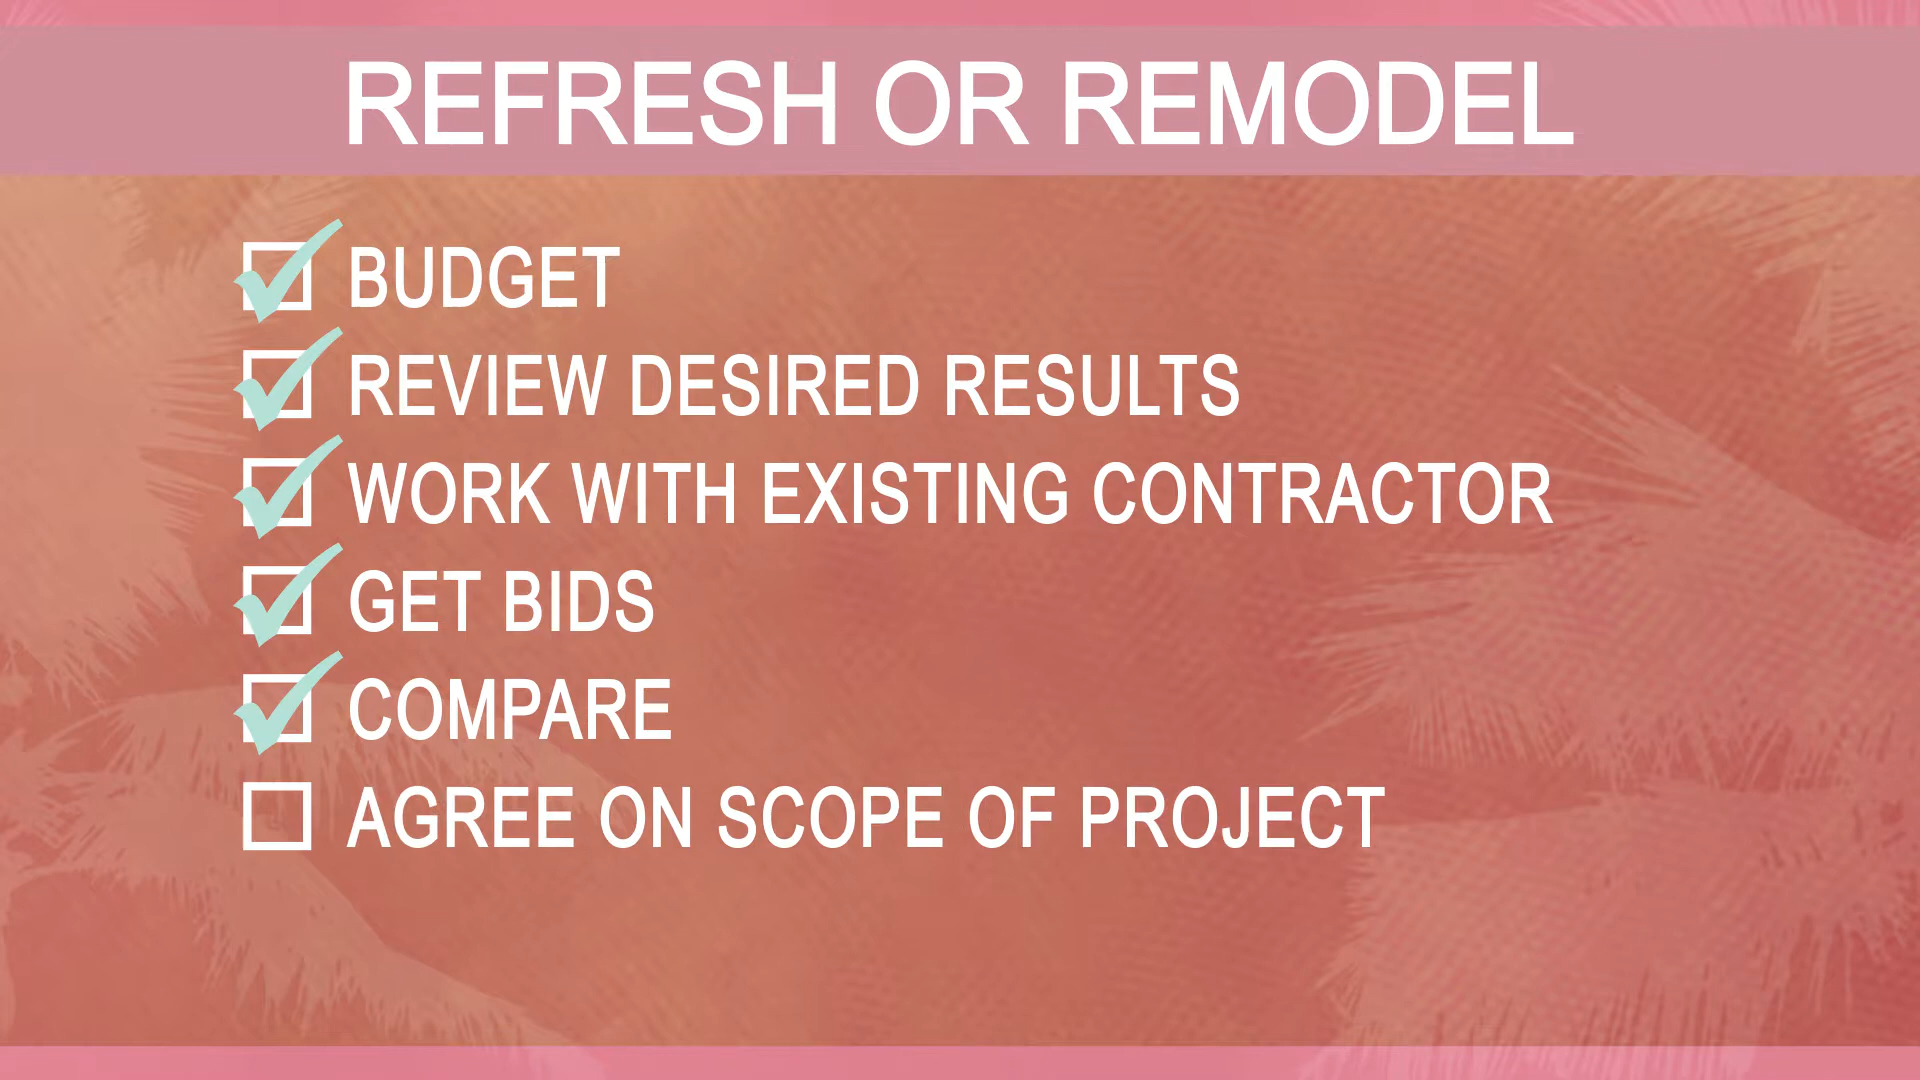 REFRESH OR REMODEL
BUDGET
REVIEW DESIRED RESULTS
WORK WITH EXISTING CONTRACTOR
GET BIDS
COMPARE
AGREE ON SCOPE OF PROJECT